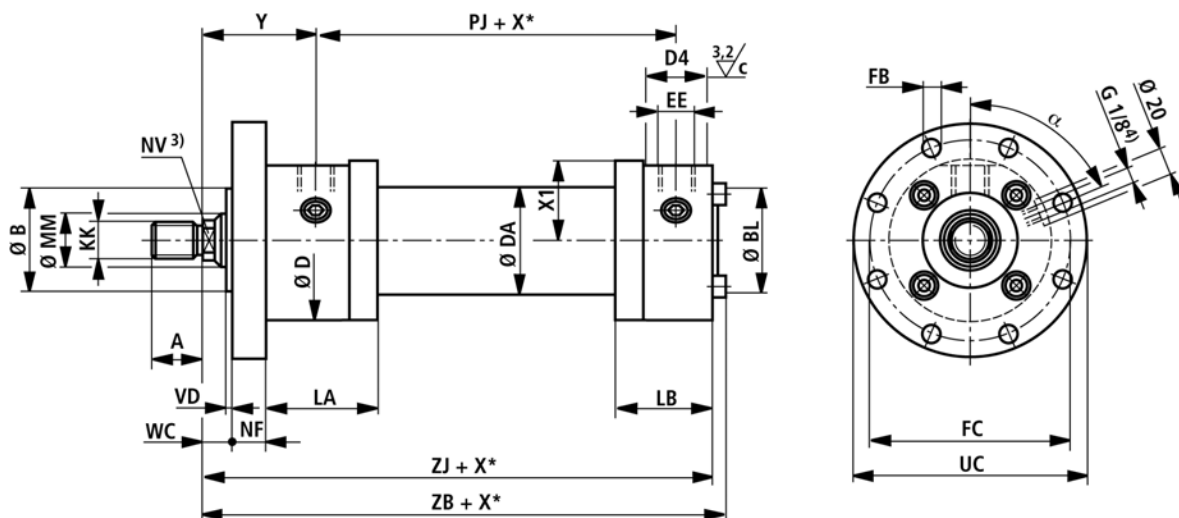 Y
PJ + X*
D4
3,2
c
EE
NV 3)
X1
Ø B
Ø MM
KK
Ø D
Ø DA
Ø BL
A
VD
LA
LB
WC
NF
ZJ + X*
ZB + X*
FB
α
G 1/8 4)
Ø 20
FC
UC